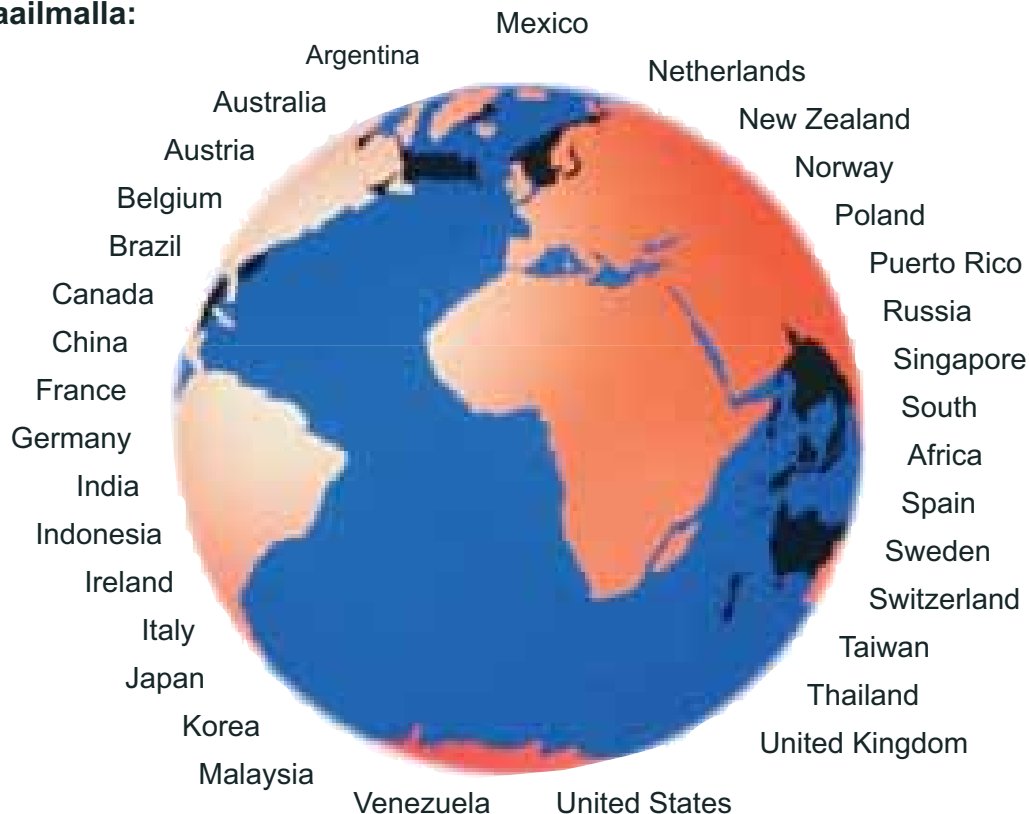 aailmalla:
Mexico
Argentina
Australia
Austria
Belgium
Brazil
Canada
China
France
Germany
India
Indonesia
Ireland
Italy
Japan
Korea
Malaysia
Venezuela
Netherlands
New Zealand
Norway
Poland
Puerto Rico
Russia
Singapore
South
Africa
Spain
Sweden
Switzerland
Taiwan
Thailand
United Kingdom
United States